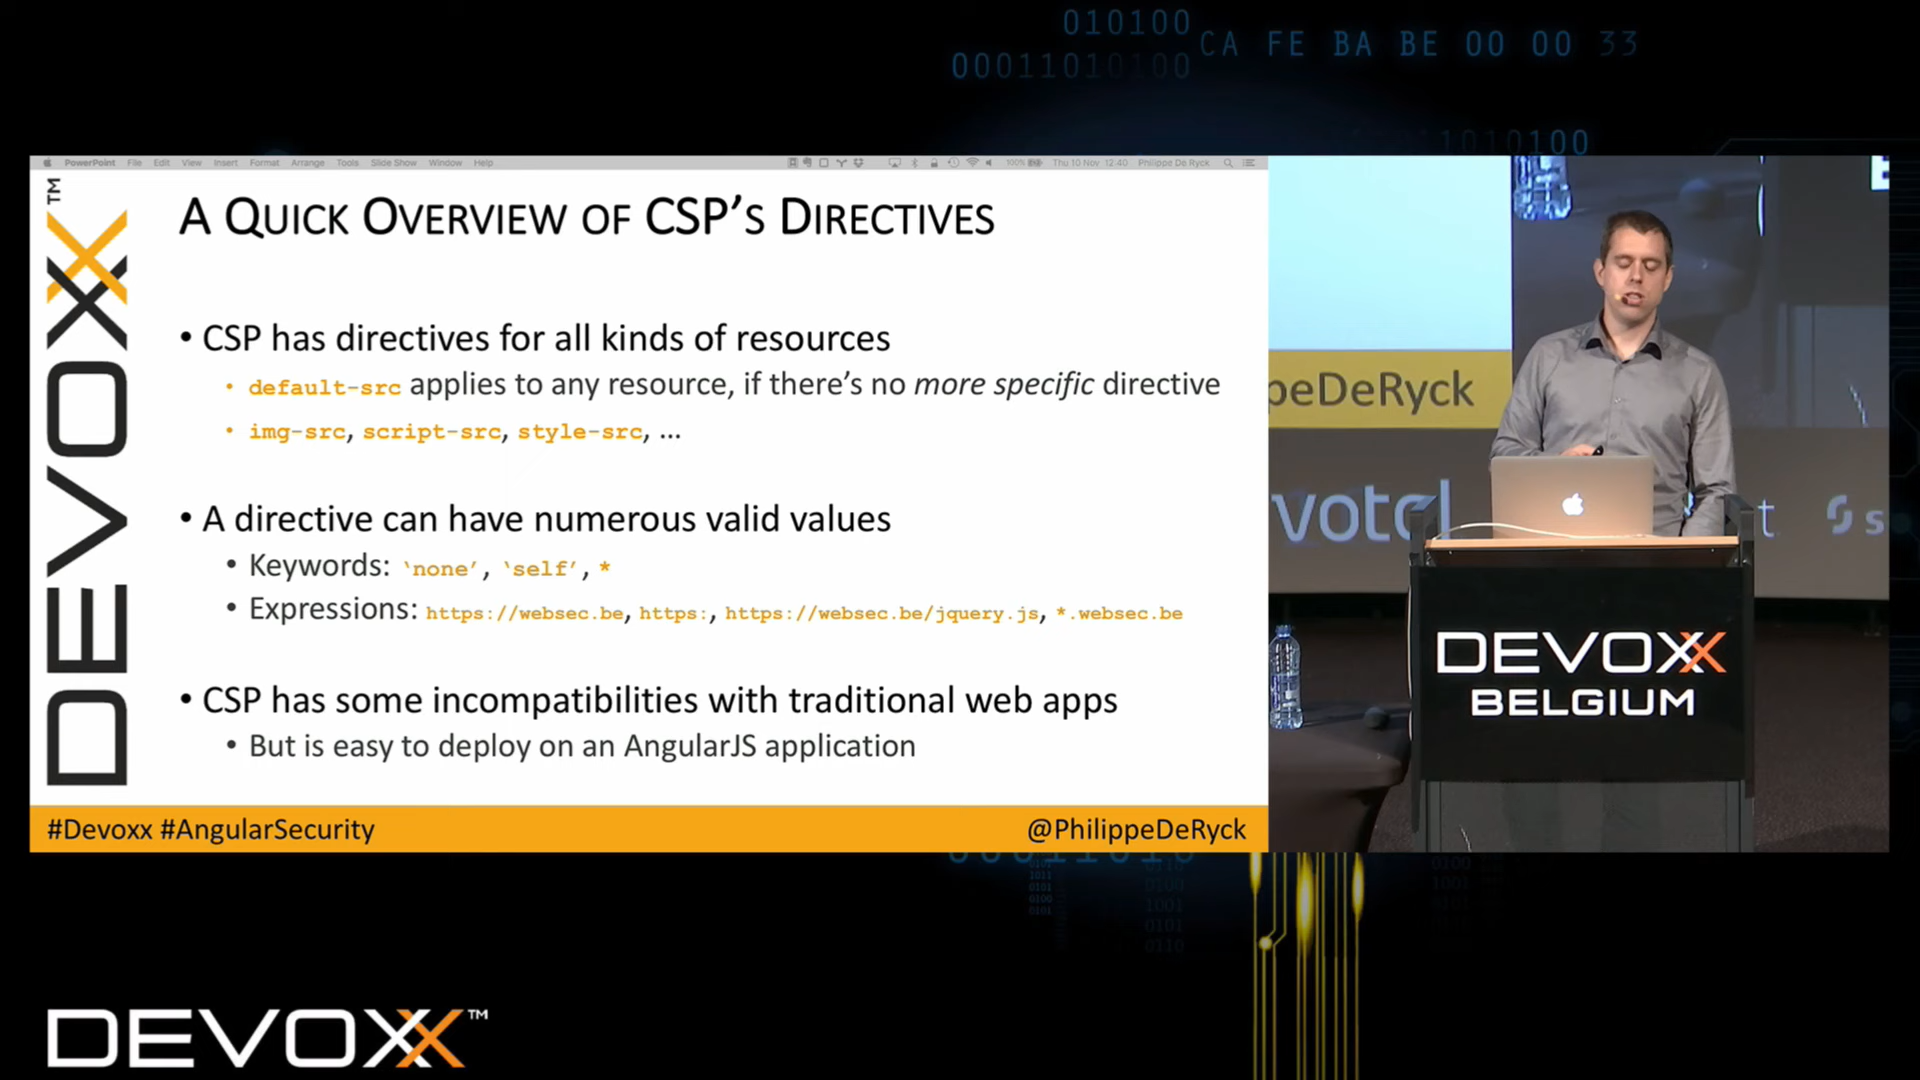 010100
00011010100
CA FE BA BE 00 00 33
1010100
PowerPoint File Edit View Insert Format Arrange Tools Slide Show Window Help
100% Thu 10 Nov 12:40 Philippe De Ryck
DEVOXX™
A QUICK OVERVIEW OF CSP’S DIRECTIVES
• CSP has directives for all kinds of resources
• default-src applies to any resource, if there’s no more specific directive
• img-src, script-src, style-src, ...
• A directive can have numerous valid values
• Keywords: ‘none’, ‘self’, *
• Expressions: https://websec.be, https:, https://websec.be/jquery.js, *.websec.be
• CSP has some incompatibilities with traditional web apps
• But is easy to deploy on an AngularJS application
#Devoxx #AngularSecurity
@PhilippeDeRyck
peDeRyck
DEVOXX
BELGIUM
DEVOXX™